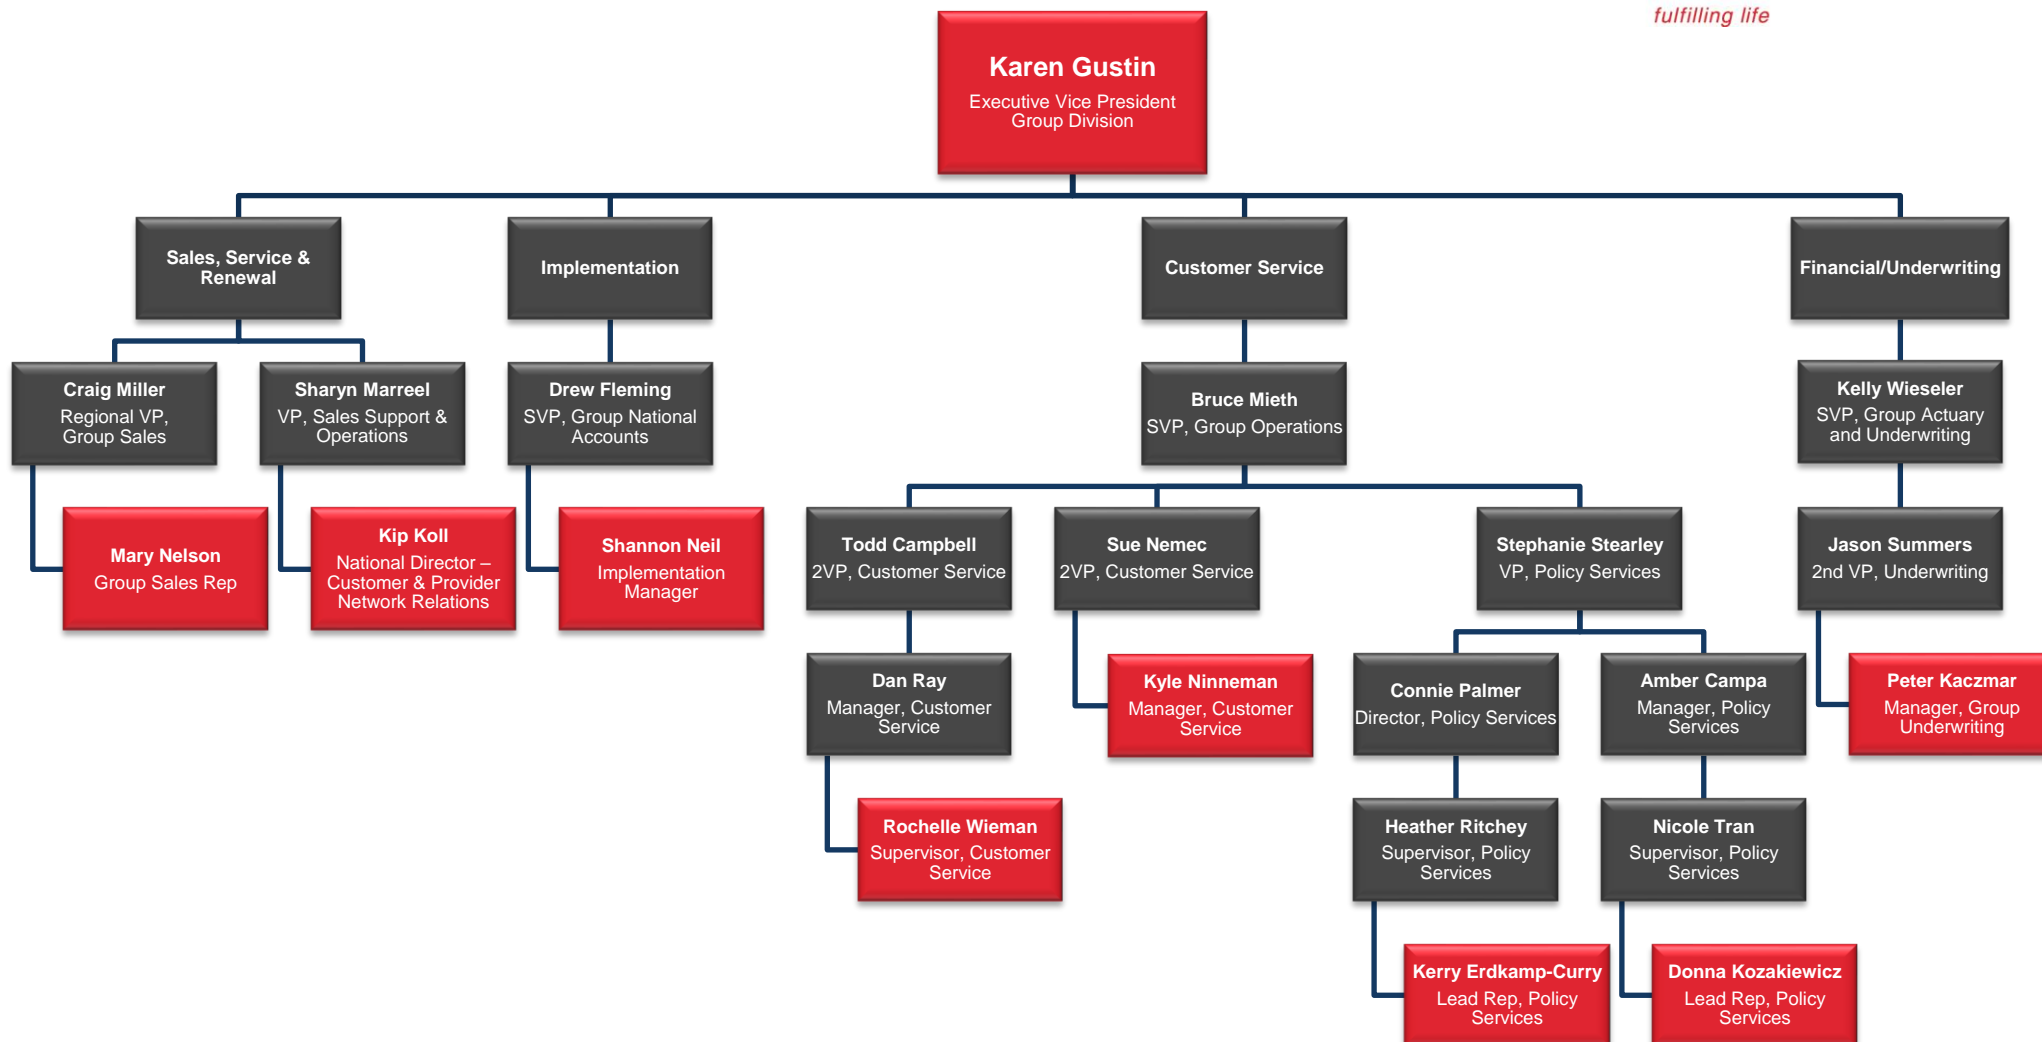 fulfilling life
Karen Gustin
Executive Vice President
Group Division
Sales, Service &
Renewal
Implementation
Customer Service
Financial/Underwriting
Craig Miller
Regional VP,
Group Sales
Sharyn Marreel
VP, Sales Support &
Operations
Drew Fleming
SVP, Group National
Accounts
Bruce Mieth
SVP, Group Operations
Kelly Wieseler
SVP, Group Actuary
and Underwriting
Mary Nelson
Group Sales Rep
Kip Koll
National Director –
Customer & Provider
Network Relations
Shannon Neil
Implementation
Manager
Todd Campbell
2VP, Customer Service
Sue Nemec
2VP, Customer Service
Stephanie Stearley
VP, Policy Services
Jason Summers
2nd VP, Underwriting
Dan Ray
Manager, Customer
Service
Kyle Ninneman
Manager, Customer
Service
Connie Palmer
Director, Policy Services
Amber Campa
Manager, Policy
Services
Peter Kaczmar
Manager, Group
Underwriting
Rochelle Wieman
Supervisor, Customer
Service
Heather Ritchey
Supervisor, Policy
Services
Nicole Tran
Supervisor, Policy
Services
Kerry Erdkamp-Curry
Lead Rep, Policy
Services
Donna Kozakiewicz
Lead Rep, Policy
Services